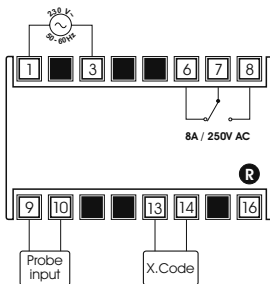 230 V~
50-60Hz
1 3 6 7 8
8A / 250V AC
R
9 10 13 14 16
Probe
input
X.Code